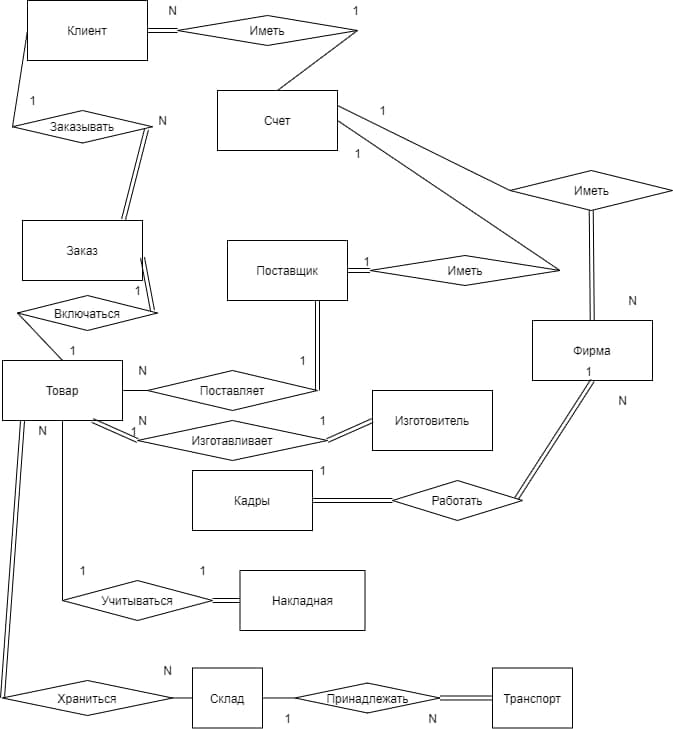 N
1
Клиент
Иметь
1
Заказывать
N
Счет
1
1
Иметь
Заказ
Поставщик
1
Иметь
1
Включаться
N
1
Фирма
1
N
1
N
Товар
Поставляет
N
1
N
1
Изготавливает
1
Изготовитель
1
Кадры
Работать
1
1
Учитываться
Накладная
N
Храниться
Склад
1
Принадлежать
N
Транспорт